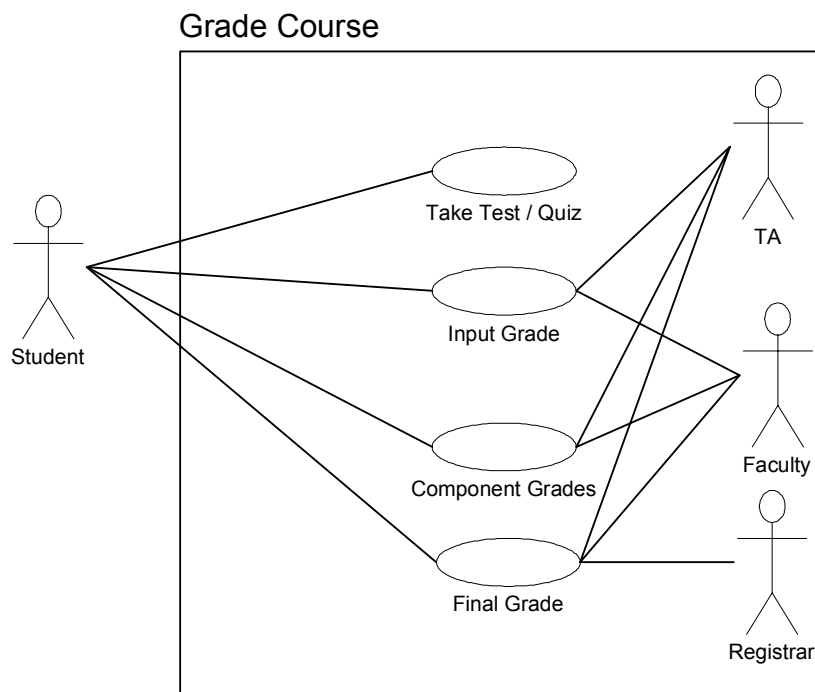 Grade Course
Take Test / Quiz
TA
Input Grade
Student
Faculty
Component Grades
Final Grade
Registrar